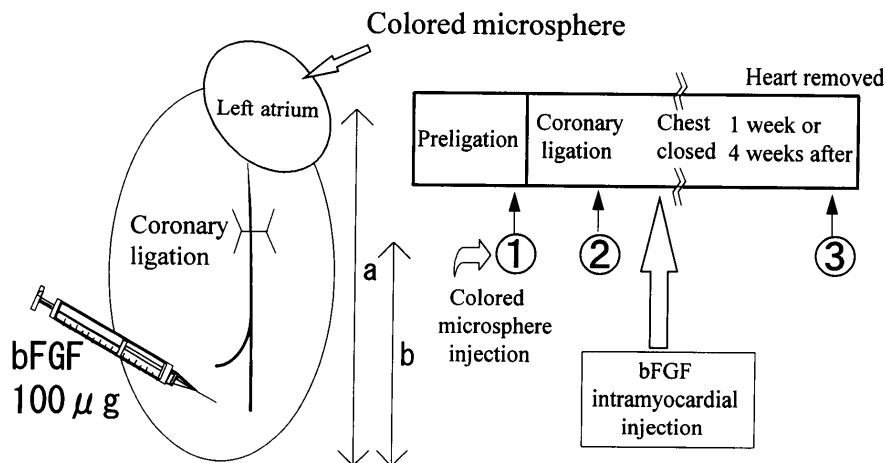 Colored microsphere
Left atrium
Coronary
ligation
bFGF
100 μg
a
b
Heart removed
Preligation
Coronary
ligation
Chest
closed
1 week or
4 weeks after
①
②
③
Colored
microsphere
injection
bFGF
intramyocardial
injection